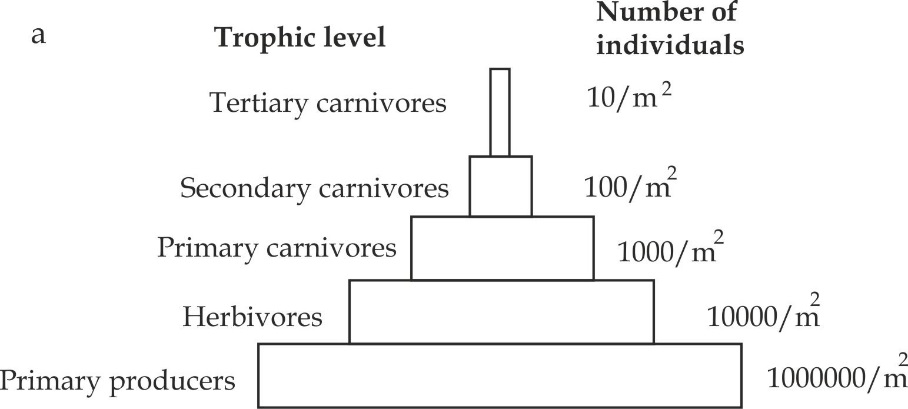 a
Trophic level
Number of
individuals
Tertiary carnivores 10/m²
Secondary carnivores 100/m²
Primary carnivores 1000/m²
Herbivores 10000/m²
Primary producers 1000000/m²